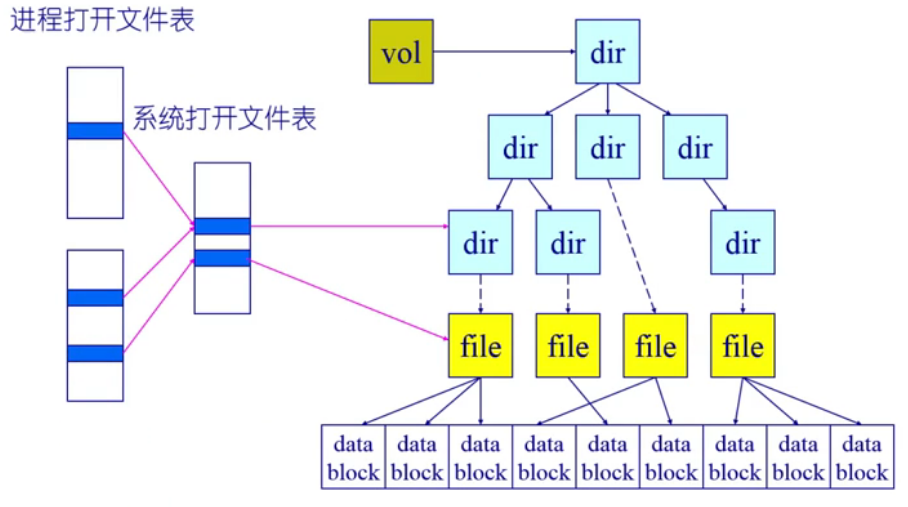 进程打开文件表
vol
dir
系统打开文件表
dir
dir
dir
dir
dir
dir
file
file
file
file
data
block
data
block
data
block
data
block
data
block
data
block
data
block
data
block
data
block